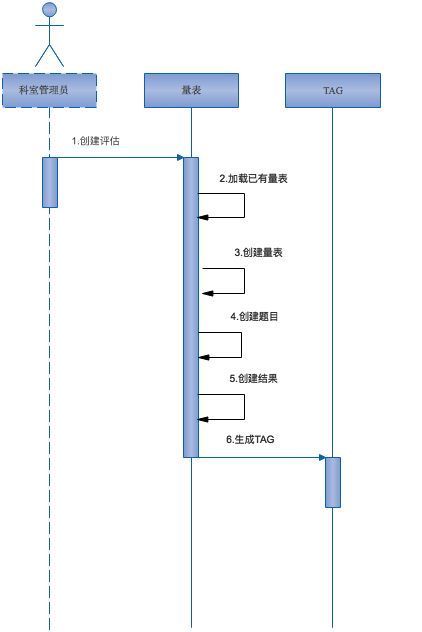 科室管理员
量表
TAG
1.创建评估
2.加载已有量表
3.创建量表
4.创建题目
5.创建结果
6.生成TAG